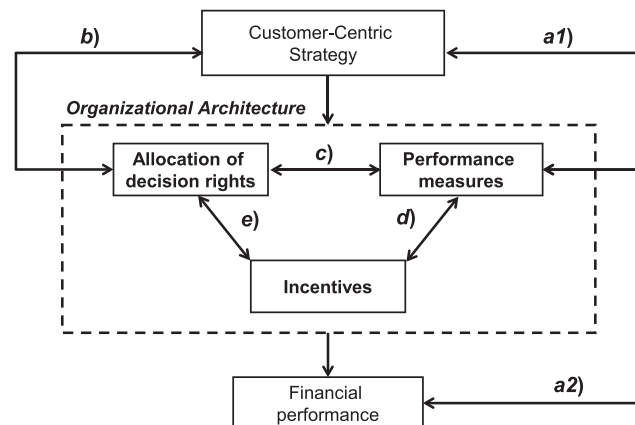 b)
Customer-Centric
Strategy
a1)
Organizational Architecture
Allocation of
decision rights
c)
Performance
measures
e)
d)
Incentives
Financial
performance
a2)